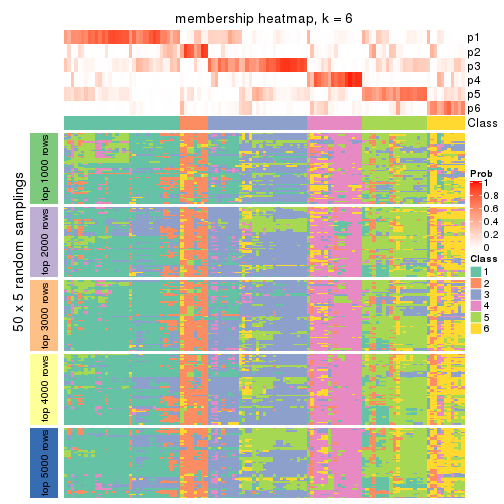 membership heatmap, k = 6
p1
p2
p3
p4
p5
p6
Class
50 x 5 random samplings
top 1000 rows
top 2000 rows
top 3000 rows
top 4000 rows
top 5000 rows
Prob
1
0.8
0.6
0.4
0.2
0
Class
1
2
3
4
5
6